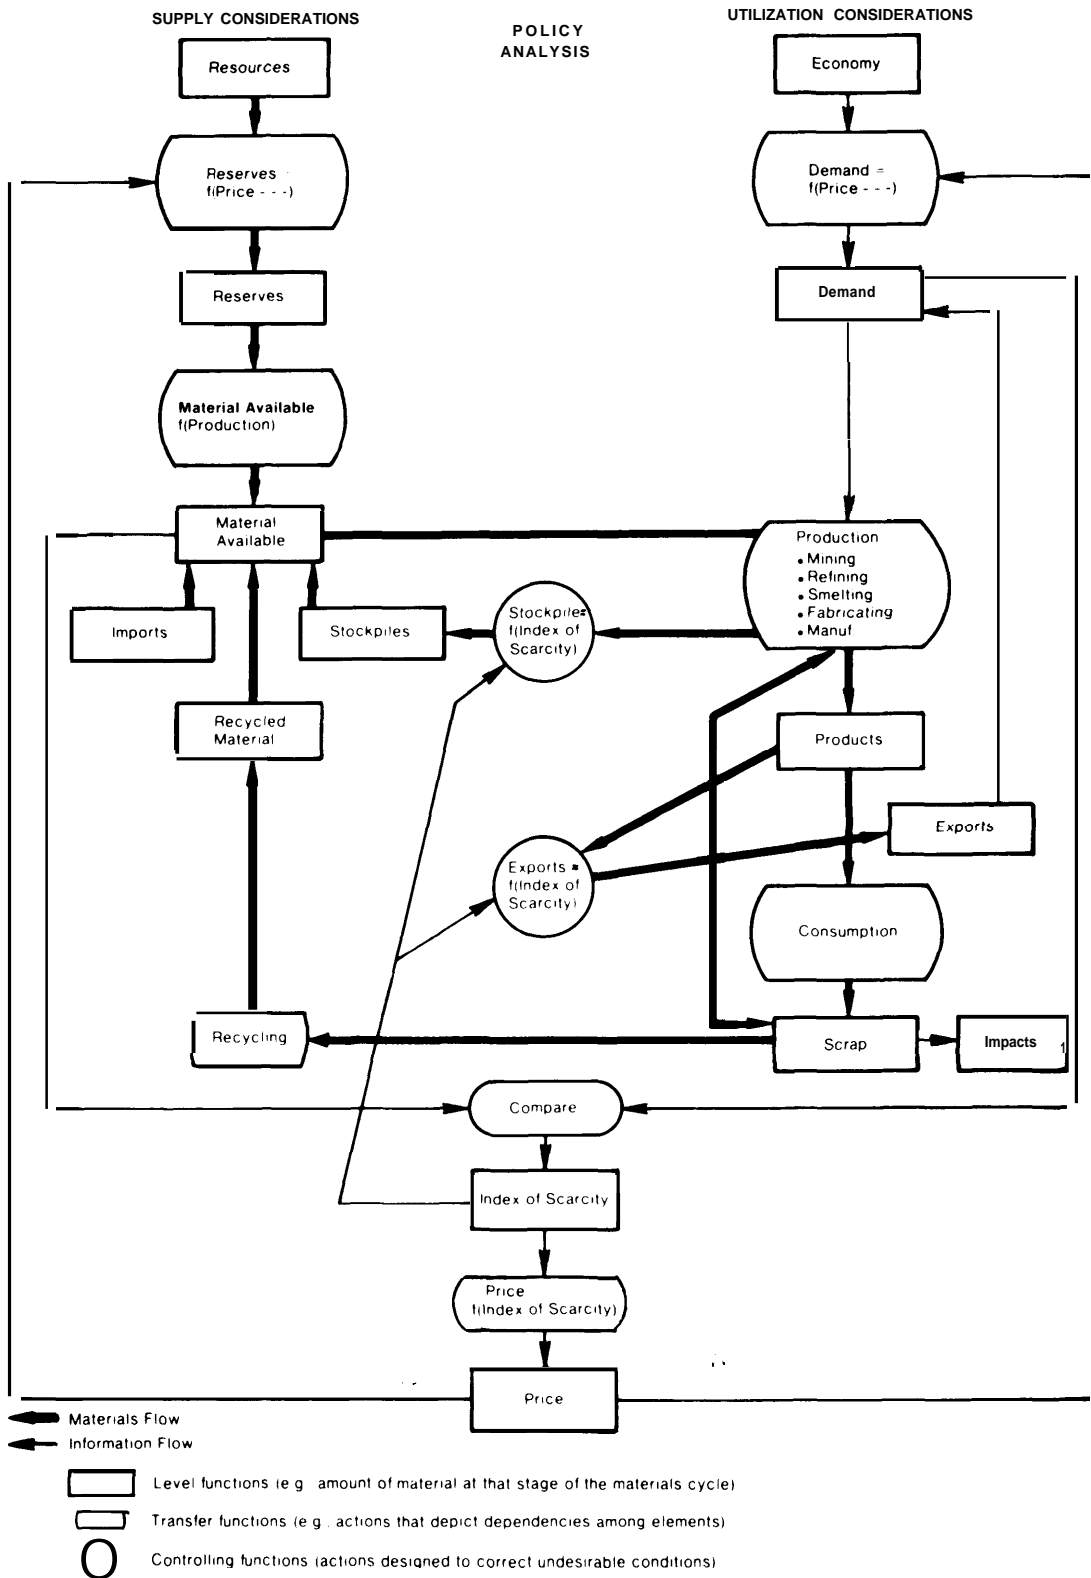 SUPPLY CONSIDERATIONS
POLICY
ANALYSIS
UTILIZATION CONSIDERATIONS
Resources
Economy
Reserves -
f(Price - - -)
Demand =
f(Price - - -)
Reserves
Demand
Material Available
f(Production)
Material
Available
Production
• Mining
• Refining
• Smelting
• Fabricating
• Manuf
Imports
Stockpiles
Stockpile=
f(Index of
Scarcity)
Recycled
Material
Products
Exports
Exports =
f(Index of
Scarcity)
Consumption
Recycling
Scrap
Impacts
1
Compare
Index of Scarcity
Price
f(Index of Scarcity)
Price
Materials Flow
Information Flow
Level functions (e g amount of material at that stage of the materials cycle)
Transfer functions (e g . actions that depict dependencies among elements)
Controlling functions (actions designed to correct undesirable conditions)